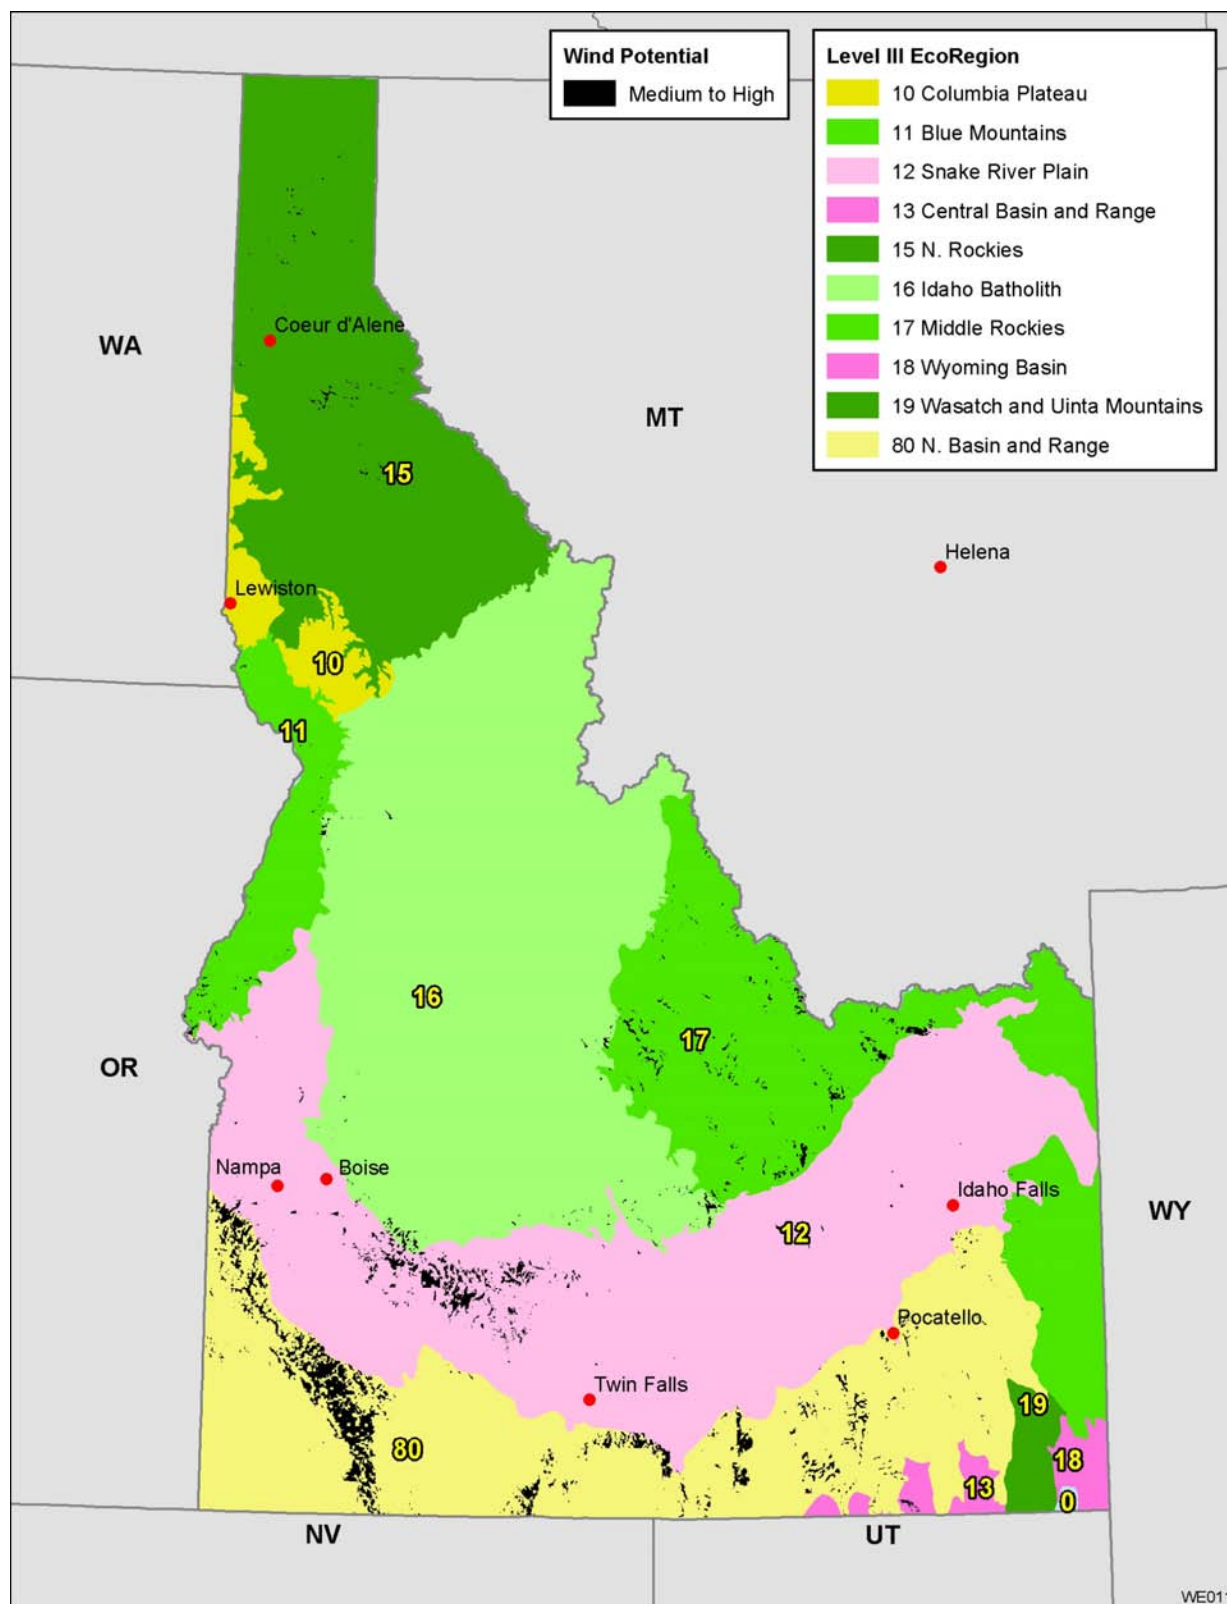 Wind Potential
Medium to High
Level III EcoRegion
10 Columbia Plateau
11 Blue Mountains
12 Snake River Plain
13 Central Basin and Range
15 N. Rockies
16 Idaho Batholith
17 Middle Rockies
18 Wyoming Basin
19 Wasatch and Uinta Mountains
80 N. Basin and Range
Coeur d'Alene
WA
MT
15
Helena
Lewiston
10
11
16
17
OR
Nampa
Boise
Idaho Falls
WY
12
Pocatello
Twin Falls
19
80
18
13
0
NV
UT
WE011